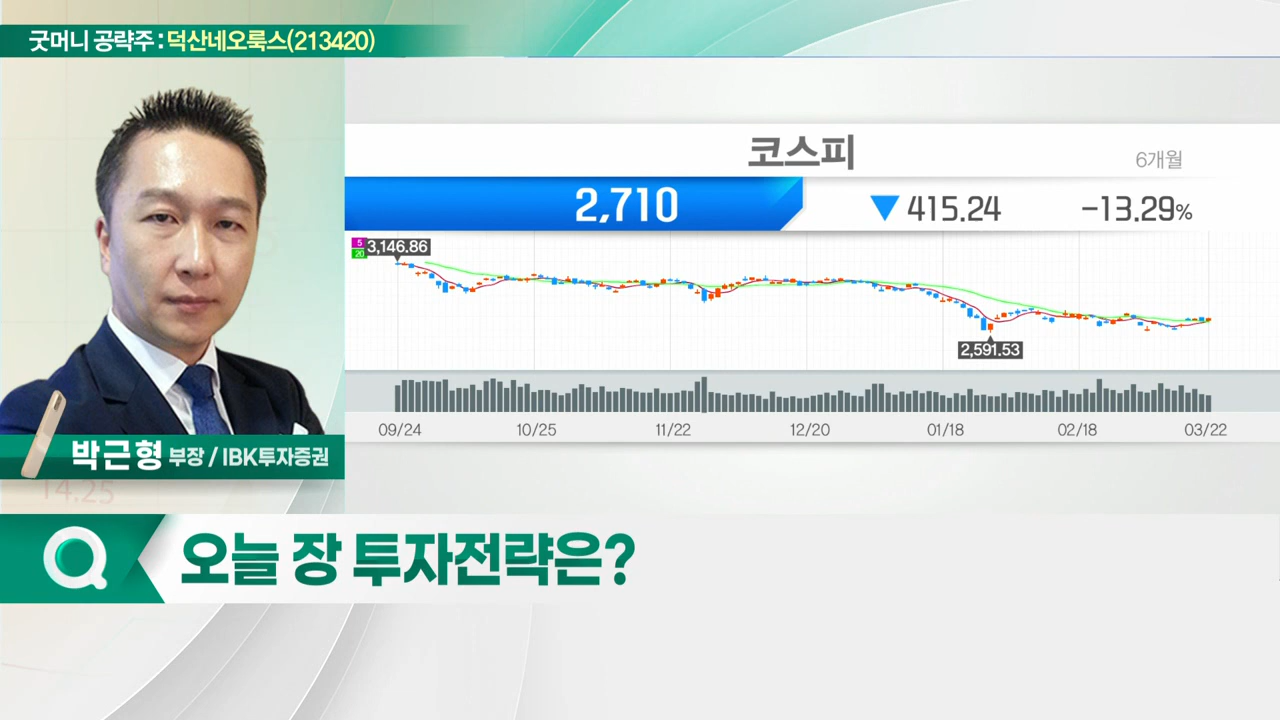 굿머니 공략주 : 덕산네오룩스(213420)
코스피
6개월
2,710 ▼ 415.24 -13.29%
5
20
3,146.86
2,591.53
09/24 10/25 11/22 12/20 01/18 02/18 03/22
박근형 부장 / IBK투자증권
14.25
Q 오늘 장 투자전략은?